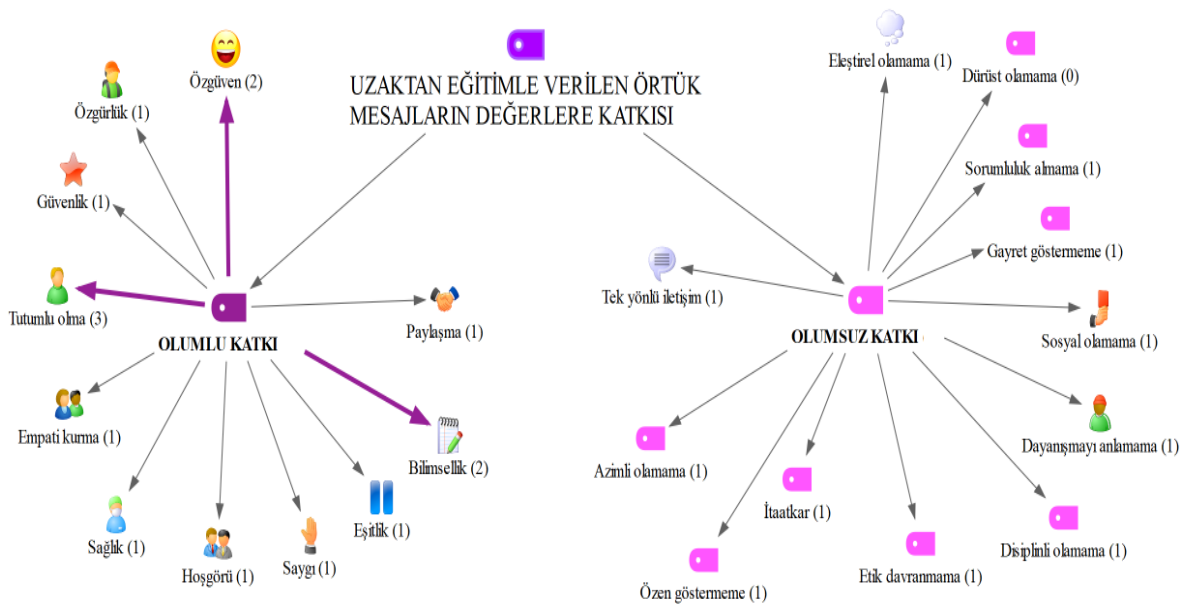 UZAKTAN EĞİTİMLE VERİLEN ÖRTÜK
MESAJLARIN DEĞERLERE KATKISI
Özgüven (2)
Özgürlük (1)
Güvenlik (1)
Tutumlu olma (3)
OLUMLU KATKI
Paylaşma (1)
Empati kurma (1)
Bilimsellik (2)
Sağlık (1)
Hoşgörü (1)
Saygı (1)
Eşitlik (1)
Eleştirel olamama (1)
Dürüst olamama (0)
Sorumluluk almama (1)
Gayret göstermeme (1)
Tek yönlü iletişim (1)
OLUMSUZ KATKI
Sosyal olamama (1)
Dayanışmayı anlamama (1)
Azimli olamama (1)
İtaatkar (1)
Disiplinli olamama (1)
Özen göstermeme (1)
Etik davranmama (1)